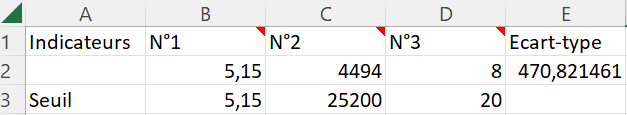 A B C D E
1 Indicateurs N°1 N°2 N°3 Ecart-type
2 5,15 4494 8 470,821461
3 Seuil 5,15 25200 20